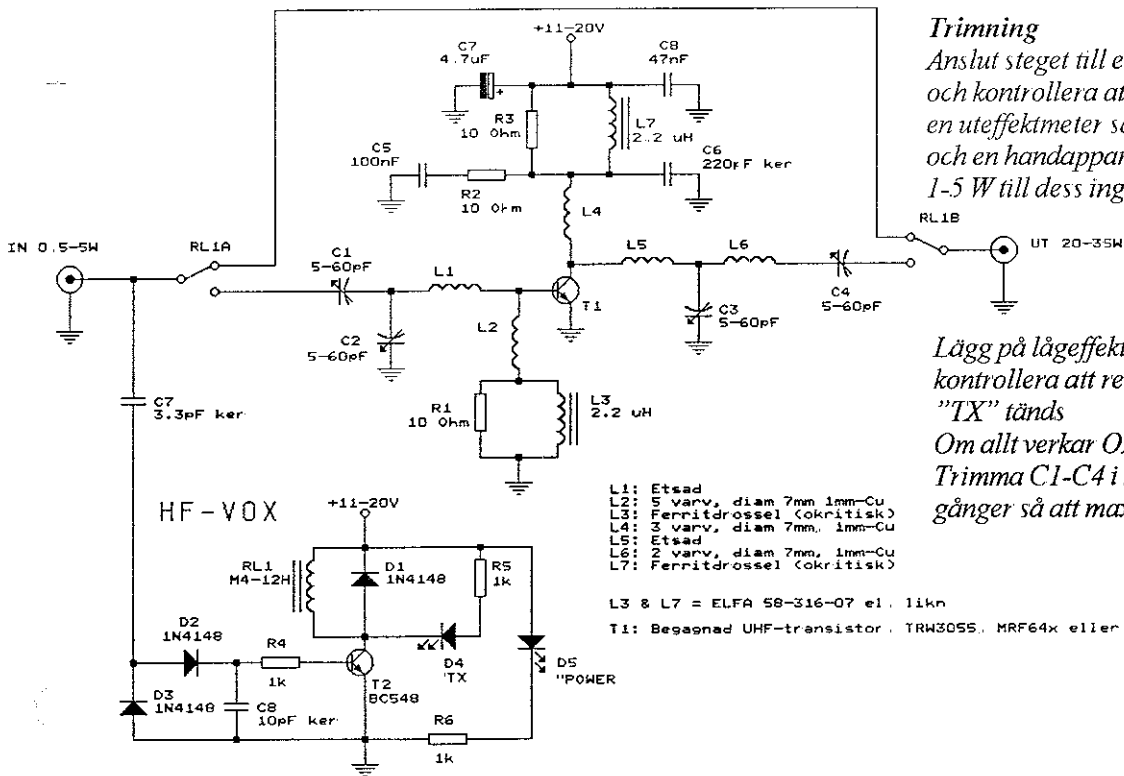 +11-20V
C7
4.7uF
+
C8
47nF
R3
10 Ohm
L7
2.2 uH
C5
100nF
R2
10 Ohm
C6
220pF ker
L4
IN 0.5-5W
RL1A
C1
5-60pF
L1
L5
L6
RL1B
UT 20-35W
T1
C4
5-60pF
C3
5-60pF
C2
5-60pF
L2
R1
10 Ohm
L3
2.2 uH
C7
3.3pF ker
HF-VOX
+11-20V
RL1
M4-12H
D1
1N4148
R5
1k
D2
1N4148
R4
1k
D4
"TX
D5
"POWER
T2
BC548
D3
1N4148
C8
10pF ker
R6
1k
L1: Etsad
L2: 5 varv, diam 7mm 1mm-Cu
L3: Ferritdrossel (okritisk)
L4: 3 varv, diam 7mm, 1mm-Cu
L5: Etsad
L6: 2 varv, diam 7mm, 1mm-Cu
L7: Ferritdrossel (okritisk)
L3 & L7 = ELFA 58-316-07 el. likn
T1: Begagnad UHF-transistor, TRW3055, MRF64x eller
Trimning
Anslut steget till e
och kontrollera at
en uteffektmeter s
och en handappar
1-5 W till dess ing
Lägg på lågeffekt
kontrollera att re
"TX" tänds
Om allt verkar O
Trimma C1-C4 i
gånger så att max